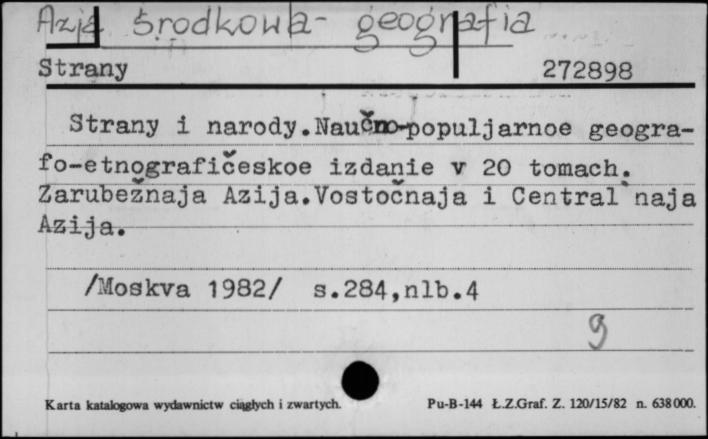 Azja środkowa - geografia
Strany 272898
Strany i narody.Naučno-populjarnoe geogra-
fo-etnografičeskoe izdanie v 20 tomach.
Zarubežnaja Azija.Vostočnaja i Central`naja
Azija.
/Moskva 1982/ s.284,nlb.4
9
Karta katalogowa wydawnictw ciągłych i zwartych. Pu-B-144 Ł.Z.Graf. Z. 120/15/82 n. 638000.